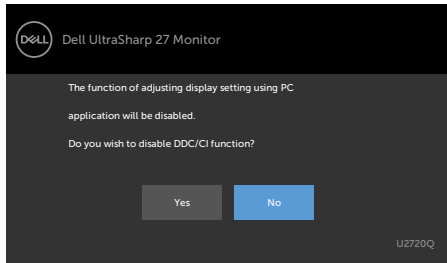 DELL
Dell UltraSharp 27 Monitor
The function of adjusting display setting using PC
application will be disabled.
Do you wish to disable DDC/CI function?
Yes
No
U2720Q